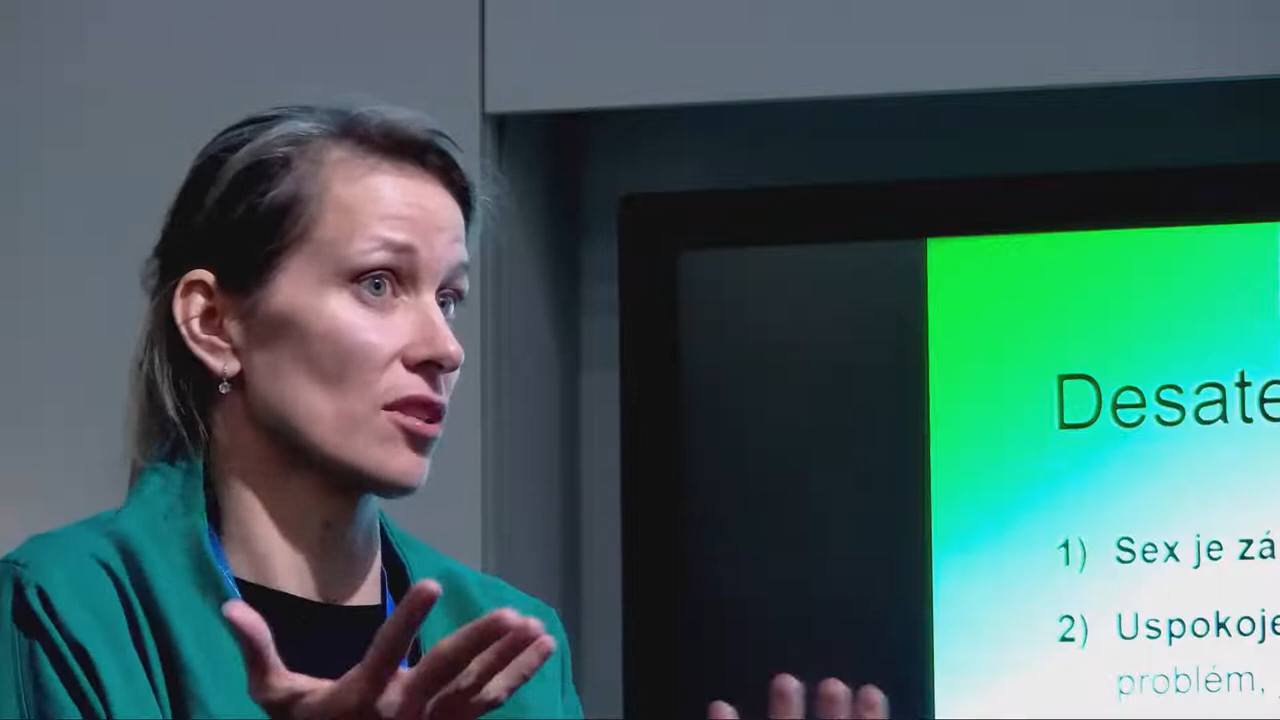 Desate
1) Sex je zá
2) Uspokoje
problém,